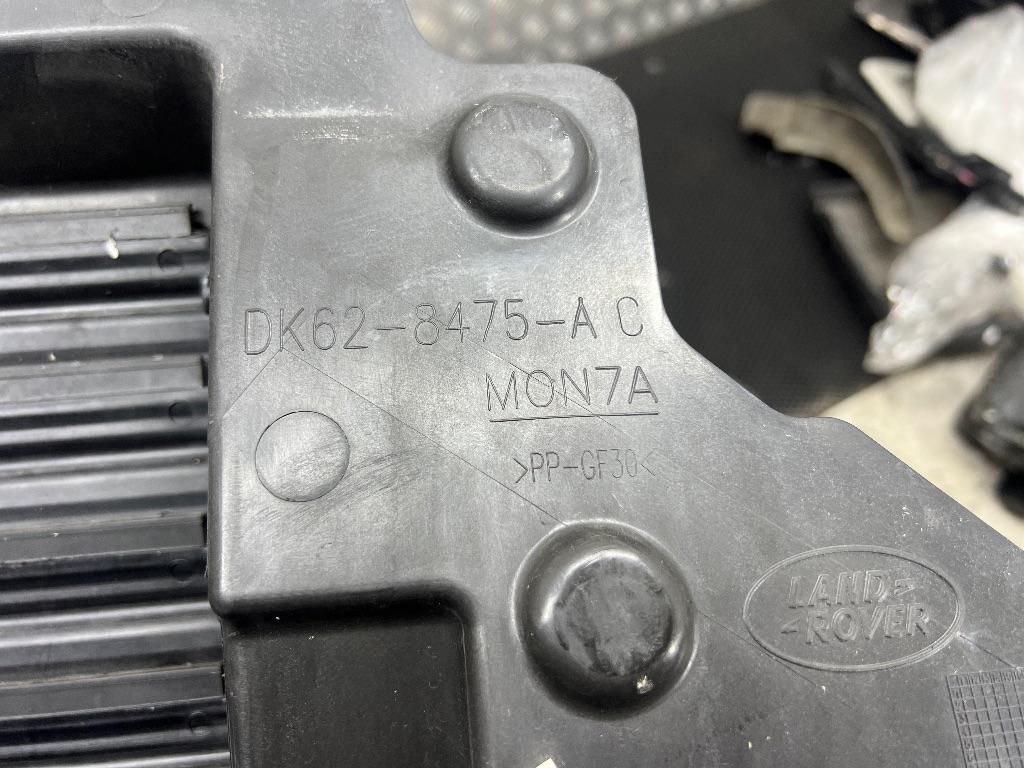 DK62-8475-A C
MON7A
>PP-GF30<
LAND
ROVER